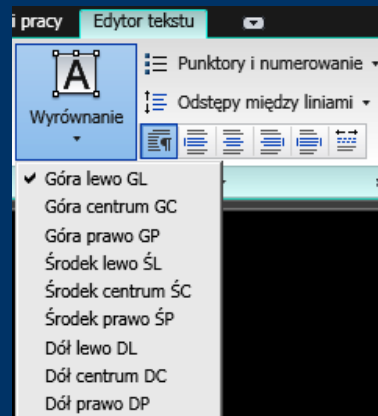 i pracy Edytor tekstu
A
Wyrównanie
Punktory i numerowanie
Odstępy między liniami
Góra lewo GL
Góra centrum GC
Góra prawo GP
Środek lewo ŚL
Środek centrum ŚC
Środek prawo ŚP
Dół lewo DL
Dół centrum DC
Dół prawo DP